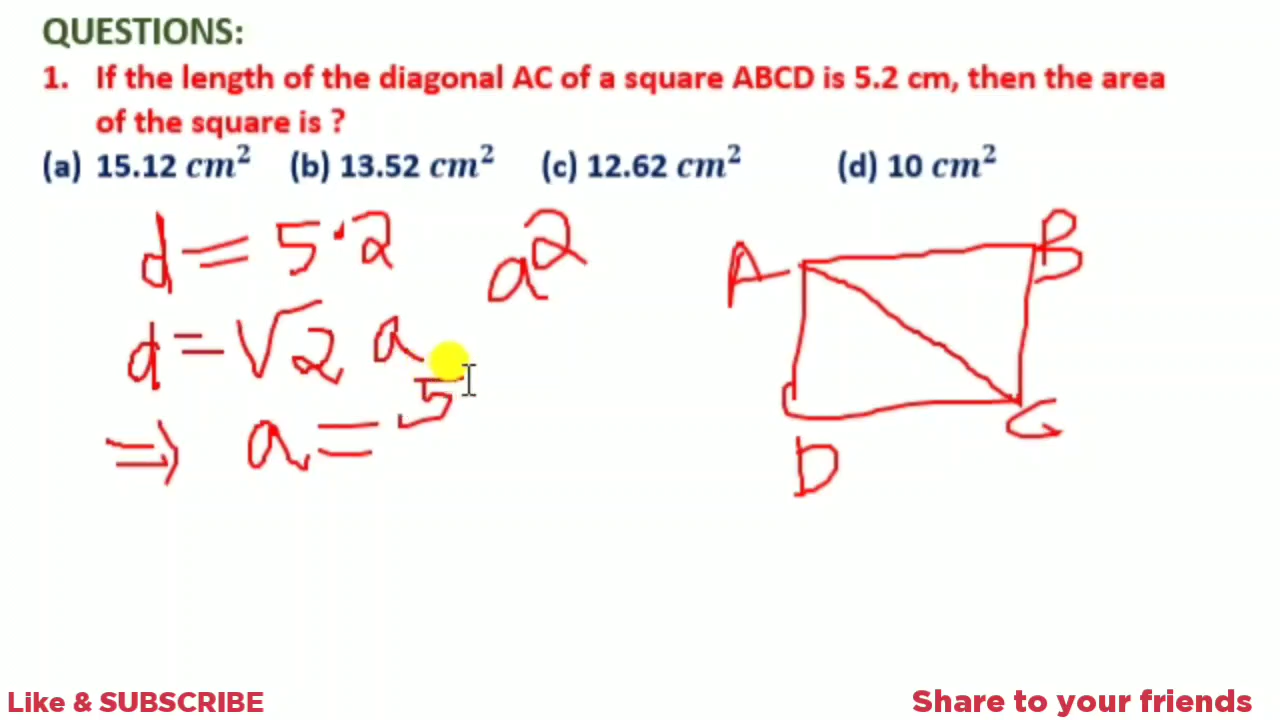 QUESTIONS:
1. If the length of the diagonal AC of a square ABCD is 5.2 cm, then the area
of the square is ?
(a) 15.12 cm² (b) 13.52 cm² (c) 12.62 cm² (d) 10 cm²
d = 5.2 a²
d = √2 a
⇒ a = 5
A B
D C
Like & SUBSCRIBE Share to your friends